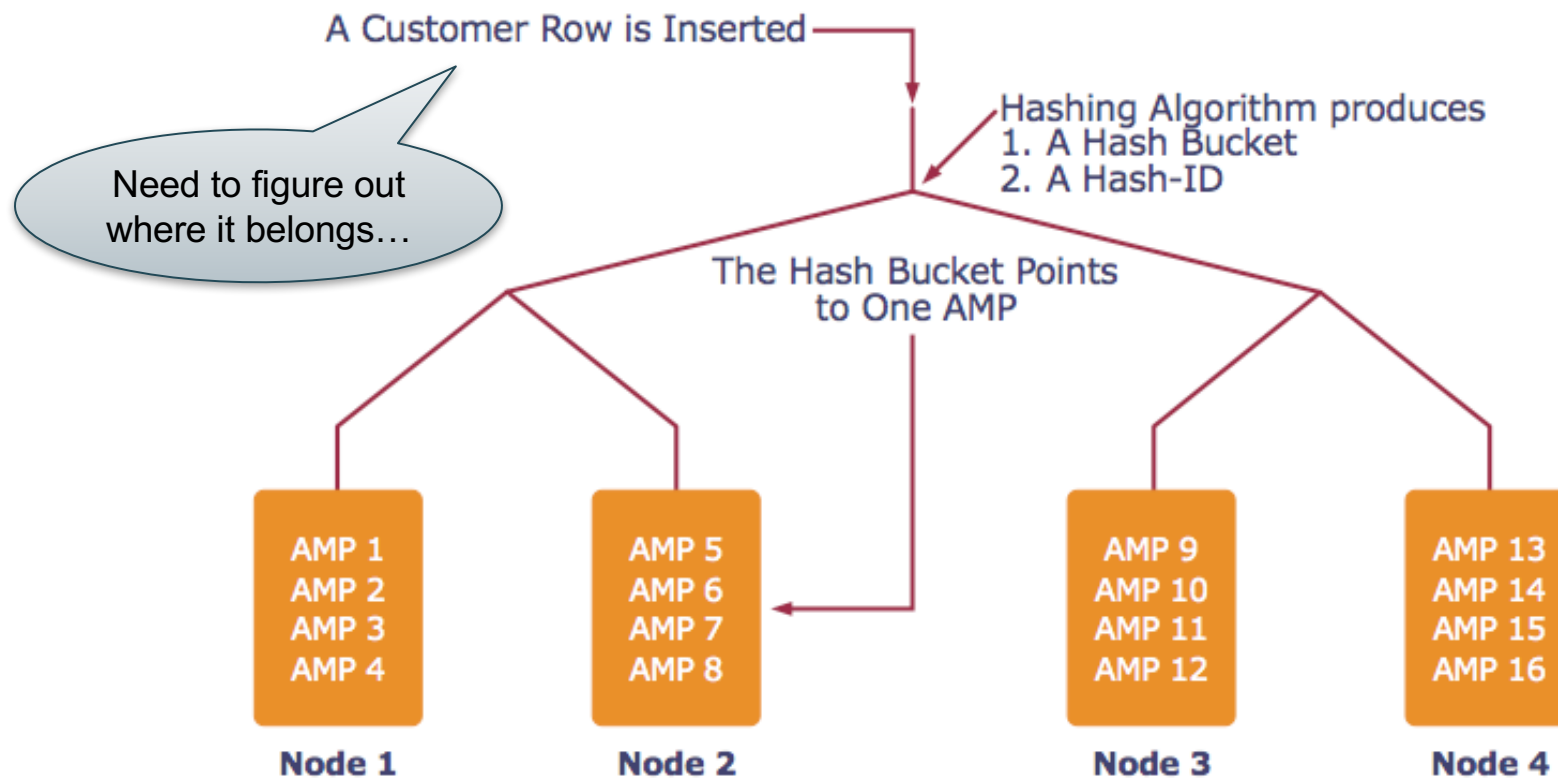 A Customer Row is Inserted
Need to figure out
where it belongs…
Hashing Algorithm produces
1. A Hash Bucket
2. A Hash-ID
The Hash Bucket Points
to One AMP
AMP 1
AMP 2
AMP 3
AMP 4
Node 1
AMP 5
AMP 6
AMP 7
AMP 8
Node 2
AMP 9
AMP 10
AMP 11
AMP 12
Node 3
AMP 13
AMP 14
AMP 15
AMP 16
Node 4